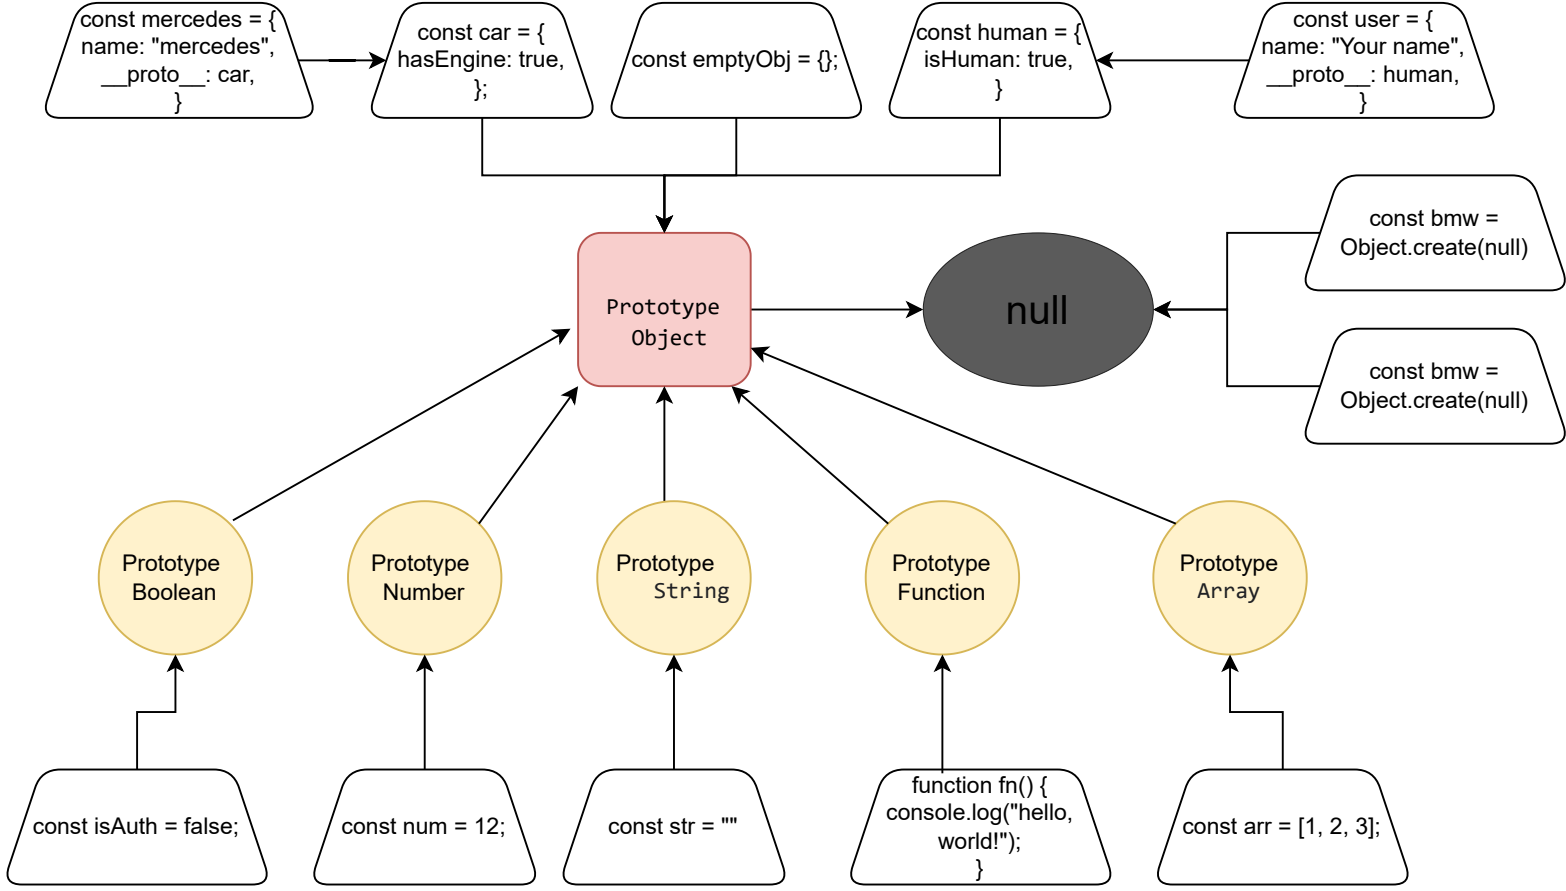 const mercedes = {
name: "mercedes",
__proto__: car,
}
const car = {
hasEngine: true,
};
const emptyObj = {};
const human = {
isHuman: true,
}
const user = {
name: "Your name",
__proto__: human,
}
const bmw =
Object.create(null)
Prototype
Object
null
const bmw =
Object.create(null)
Prototype
Boolean
Prototype
Number
Prototype
String
Prototype
Function
Prototype
Array
const isAuth = false;
const num = 12;
const str = ""
function fn() {
console.log("hello,
world!");
}
const arr = [1, 2, 3];